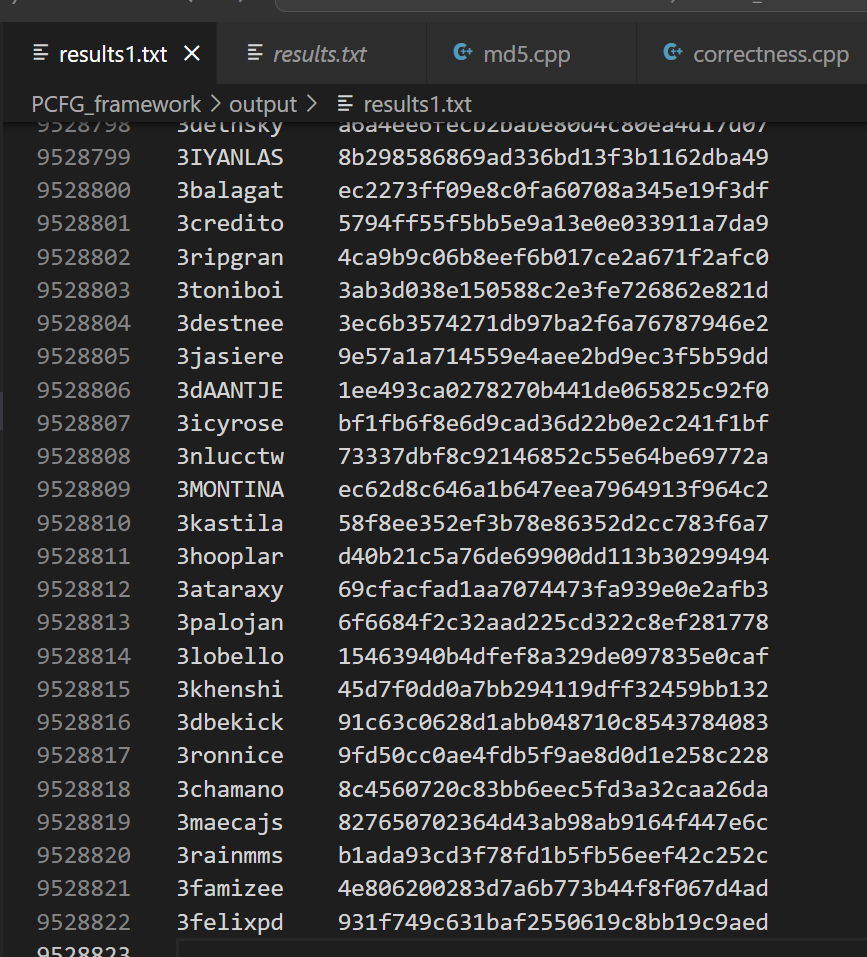 results1.txt
results.txt
md5.cpp
correctness.cpp
PCFG_framework > output > results1.txt
9528798 3dethsky a6a4ee6fecb2babe80d4c80ea4d17d07
9528799 3IYANLAS 8b298586869ad336bd13f3b1162dba49
9528800 3balagat ec2273ff09e8c0fa60708a345e19f3df
9528801 3credito 5794ff55f5bb5e9a13e0e033911a7da9
9528802 3ripgran 4ca9b9c06b8eef6b017ce2a671f2afc0
9528803 3toniboi 3ab3d038e150588c2e3fe726862e821d
9528804 3destnee 3ec6b3574271db97ba2f6a76787946e2
9528805 3jasiere 9e57a1a714559e4aee2bd9ec3f5b59dd
9528806 3dAANTJE 1ee493ca0278270b441de065825c92f0
9528807 3icyrose bf1fb6f8e6d9cad36d22b0e2c241f1bf
9528808 3nlucctw 73337dbf8c92146852c55e64be69772a
9528809 3MONTINA ec62d8c646a1b647eea7964913f964c2
9528810 3kastila 58f8ee352ef3b78e86352d2cc783f6a7
9528811 3hooplar d40b21c5a76de69900dd113b30299494
9528812 3ataraxy 69cfacfad1aa7074473fa939e0e2afb3
9528813 3palojan 6f6684f2c32aad225cd322c8ef281778
9528814 3lobello 15463940b4dfef8a329de097835e0caf
9528815 3khenshi 45d7f0dd0a7bb294119dff32459bb132
9528816 3dbekick 91c63c0628d1abb048710c8543784083
9528817 3ronnice 9fd50cc0ae4fdb5f9ae8d0d1e258c228
9528818 3chamano 8c4560720c83bb6eec5fd3a32caa26da
9528819 3maecajs 827650702364d43ab98ab9164f447e6c
9528820 3rainmms b1ada93cd3f78fd1b5fb56eef42c252c
9528821 3famizee 4e806200283d7a6b773b44f8f067d4ad
9528822 3felixpd 931f749c631baf2550619c8bb19c9aed
9528823